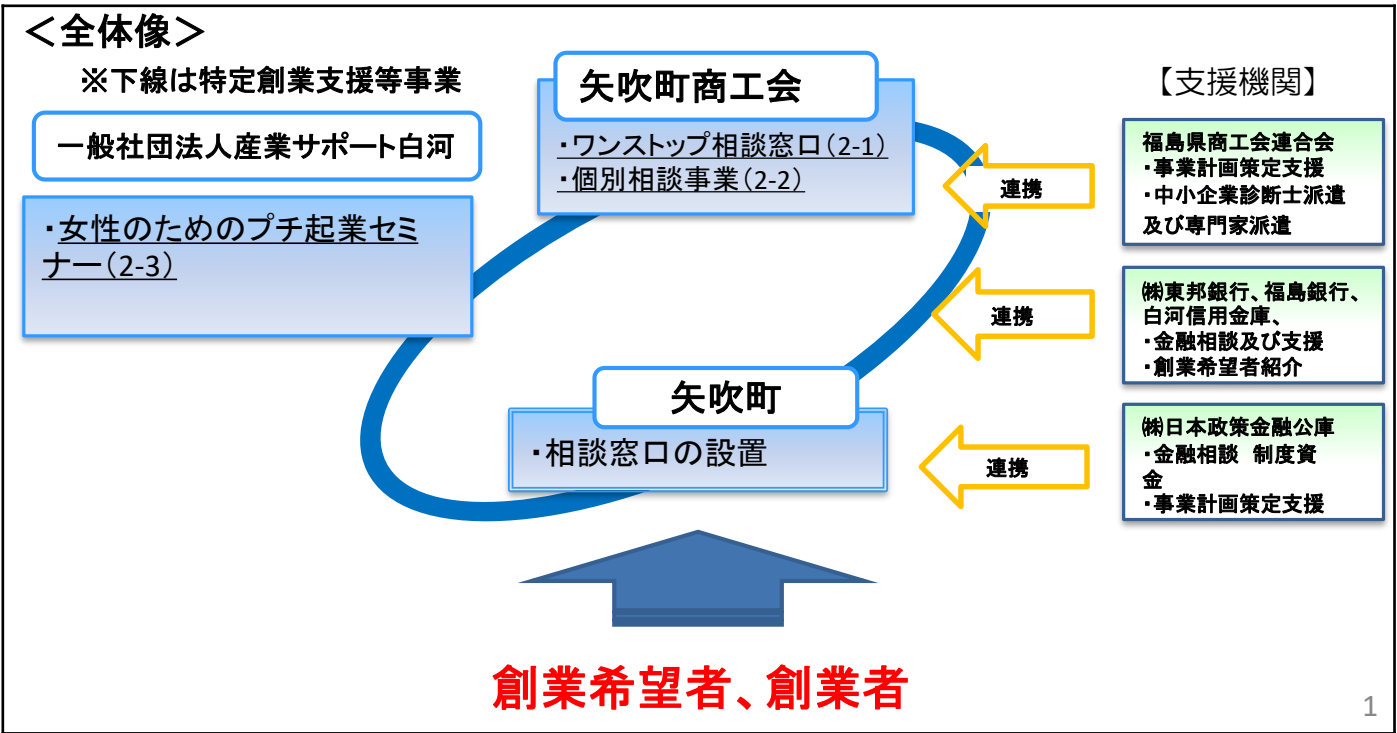 ＜全体像＞
※下線は特定創業支援等事業
一般社団法人産業サポート白河
・女性のためのプチ起業セミ
ナー（2-3）
矢吹町商工会
・ワンストップ相談窓口（2-1）
・個別相談事業（2-2）
矢吹町
・相談窓口の設置
連携
連携
連携
【支援機関】
福島県商工会連合会
・事業計画策定支援
・中小企業診断士派遣
及び専門家派遣
㈱東邦銀行、福島銀行、
白河信用金庫、
・金融相談及び支援
・創業希望者紹介
㈱日本政策金融公庫
・金融相談 制度資
金
・事業計画策定支援
創業希望者、創業者
1